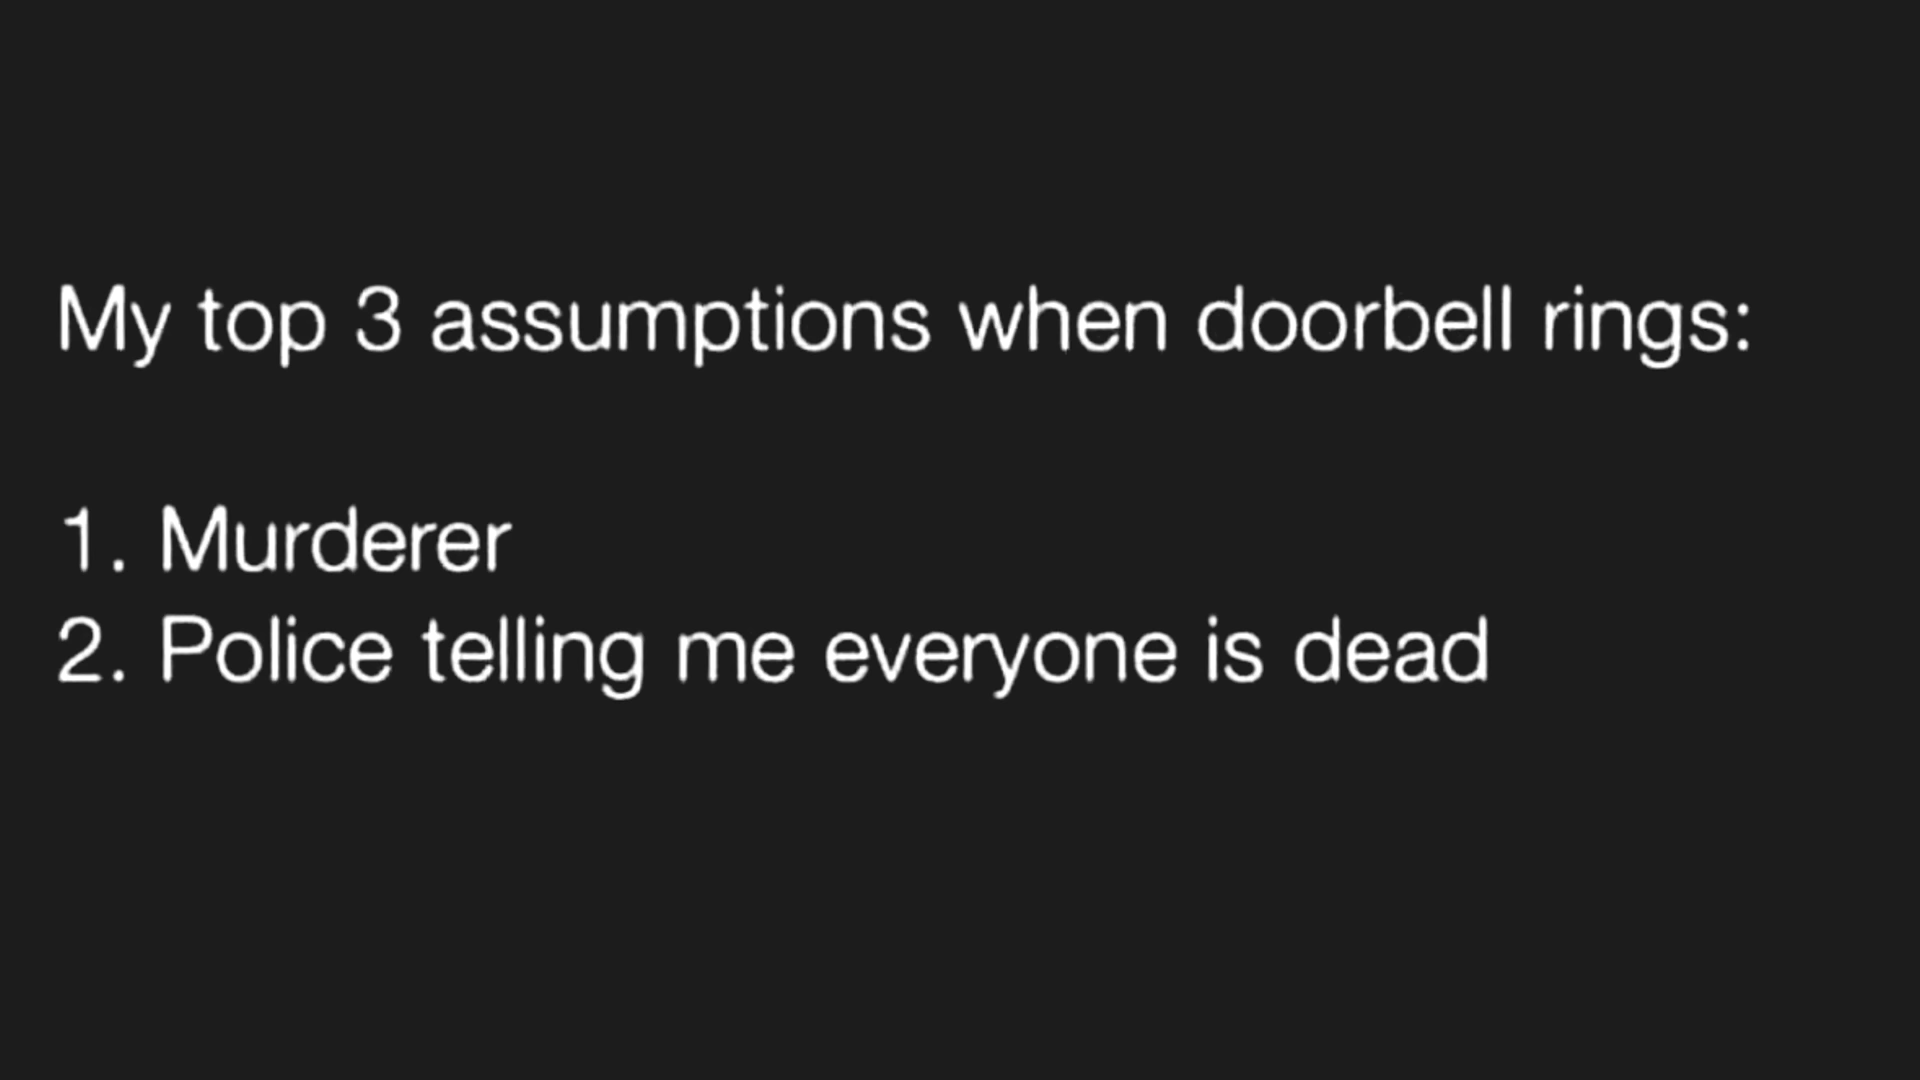 My top 3 assumptions when doorbell rings:
1. Murderer
2. Police telling me everyone is dead